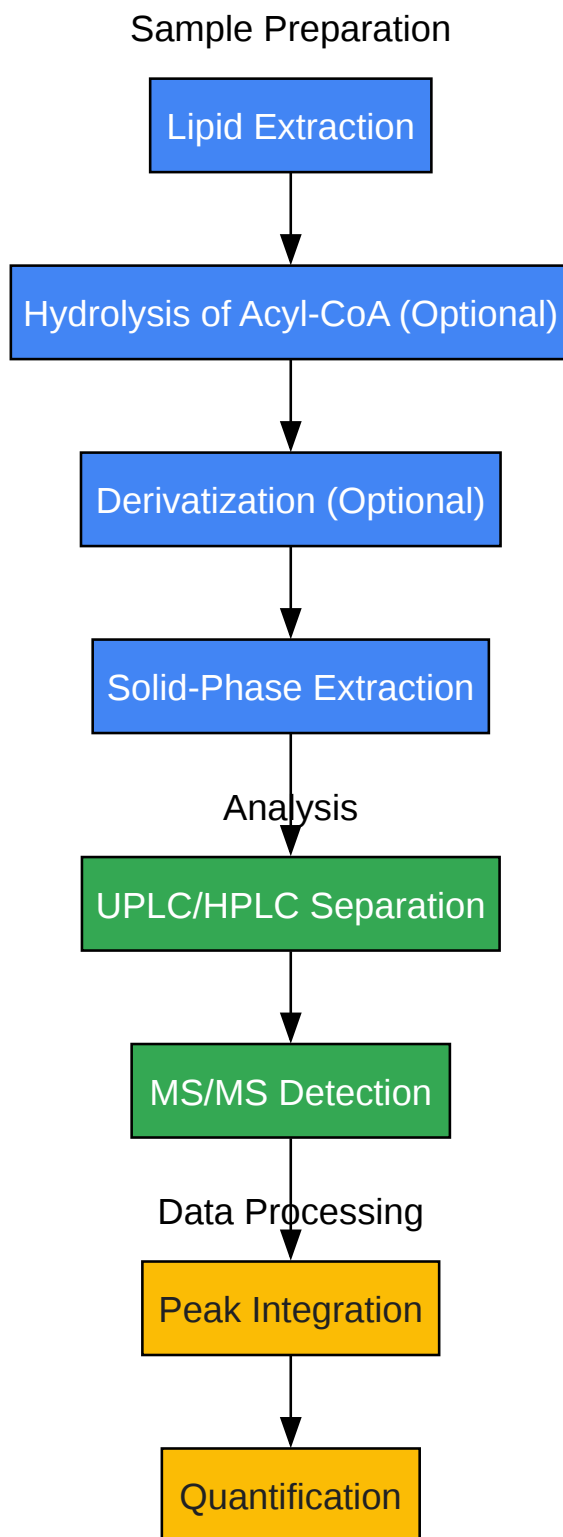 Sample Preparation
Lipid Extraction
Hydrolysis of Acyl-CoA (Optional)
Derivatization (Optional)
Solid-Phase Extraction
Analysis
UPLC/HPLC Separation
MS/MS Detection
Data Processing
Peak Integration
Quantification